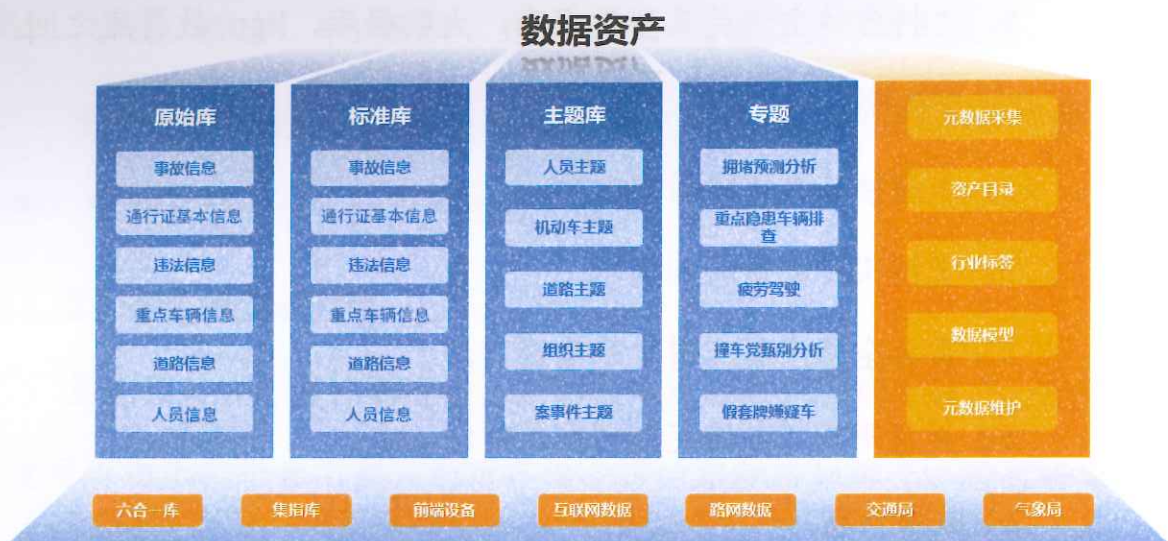 数据资产
原始库
事故信息
通行证基本信息
违法信息
重点车辆信息
道路信息
人员信息
标准库
事故信息
通行证基本信息
违法信息
重点车辆信息
道路信息
人员信息
主题库
人员主题
机动车主题
道路主题
组织主题
案事件主题
专题
拥堵预测分析
重点隐患车辆排
查
疲劳驾驶
撞车党甄别分析
假套牌嫌疑车
元数据采集
资产目录
行业标签
数据模型
元数据维护
六合一库
集指库
前端设备
互联网数据
路网数据
交通局
气象局